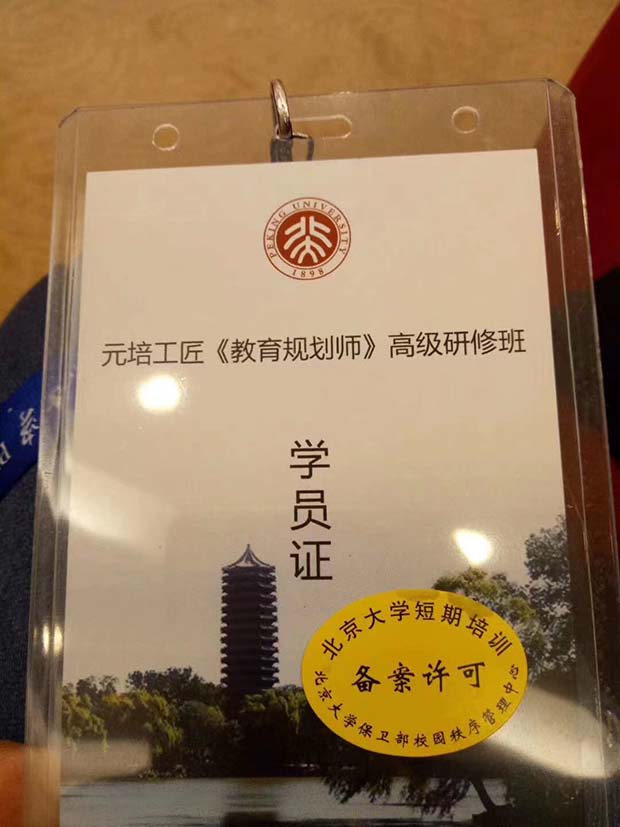 PEKING UNIVERSITY
1898
元培工匠《教育规划师》高级研修班
学员证
北京大学短期培训
备案许可
北京大学保卫部校园秩序管理中心